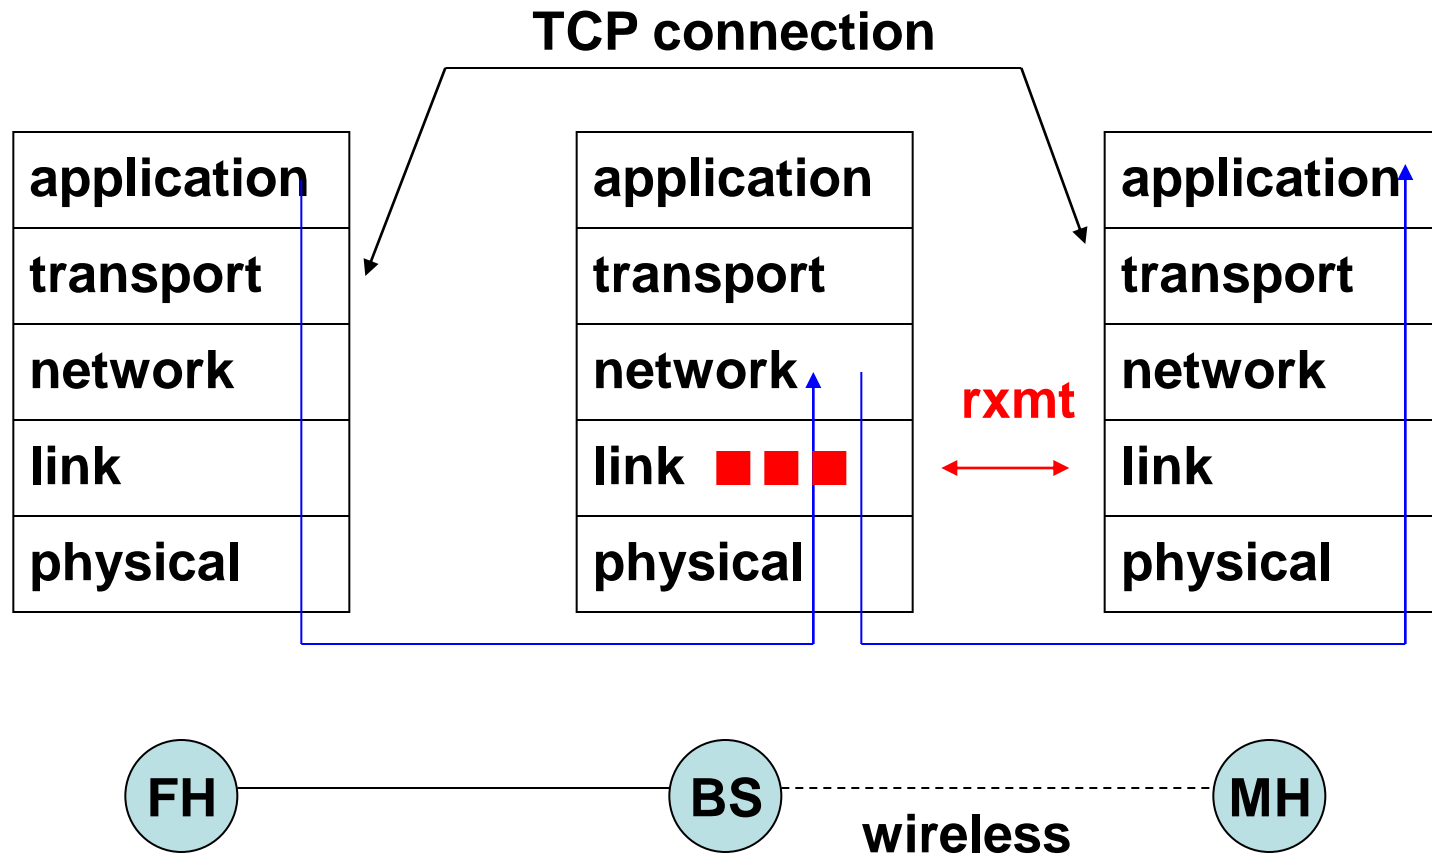 TCP connection
application
transport
network
link
physical
application
transport
network
link
physical
rxmt
application
transport
network
link
physical
FH
BS
MH
wireless